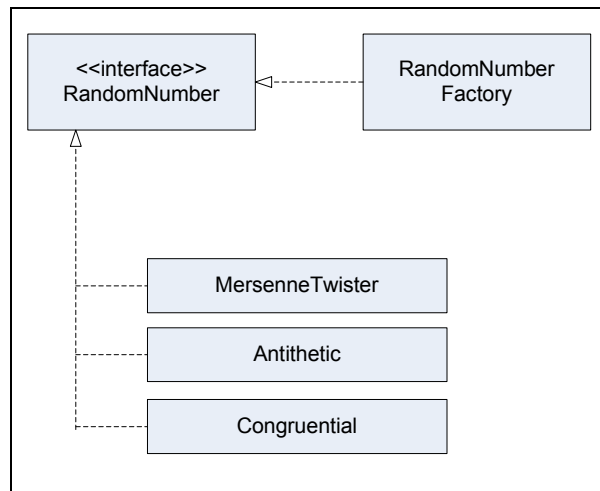 <<interface>>
RandomNumber
RandomNumber
Factory
MersenneTwister
Antithetic
Congruential